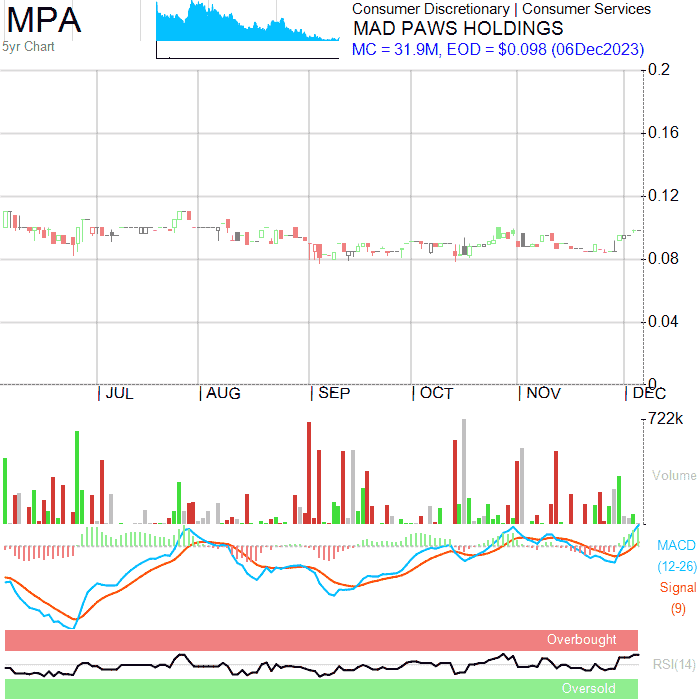 MPA
5yr Chart
Consumer Discretionary | Consumer Services
MAD PAWS HOLDINGS
MC = 31.9M, EOD = $0.098 (06Dec2023)
0.2
0.16
0.12
0.08
0.04
0
JUL AUG SEP OCT NOV DEC
722k
Volume
MACD
(12-26)
Signal
(9)
Overbought
RSI(14)
Oversold